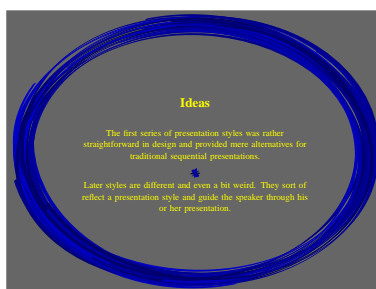 Ideas
The first series of presentation styles was rather
straightforward in design and provided mere alternatives for
traditional sequential presentations.
Later styles are different and even a bit weird. They sort of
reflect a presentation style and guide the speaker through his
or her presentation.